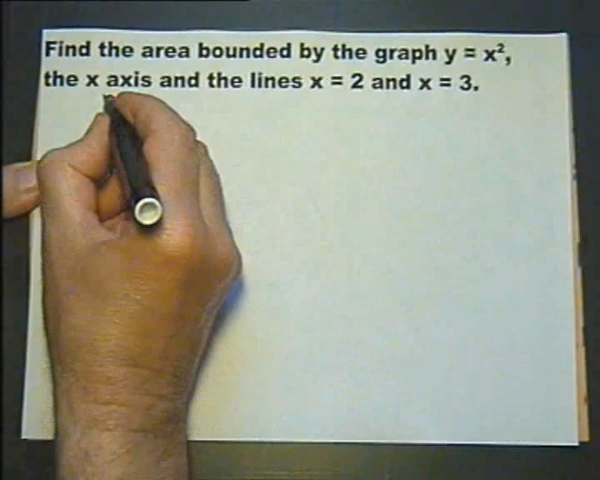 Find the area bounded by the graph y = x²,
the x axis and the lines x = 2 and x = 3.